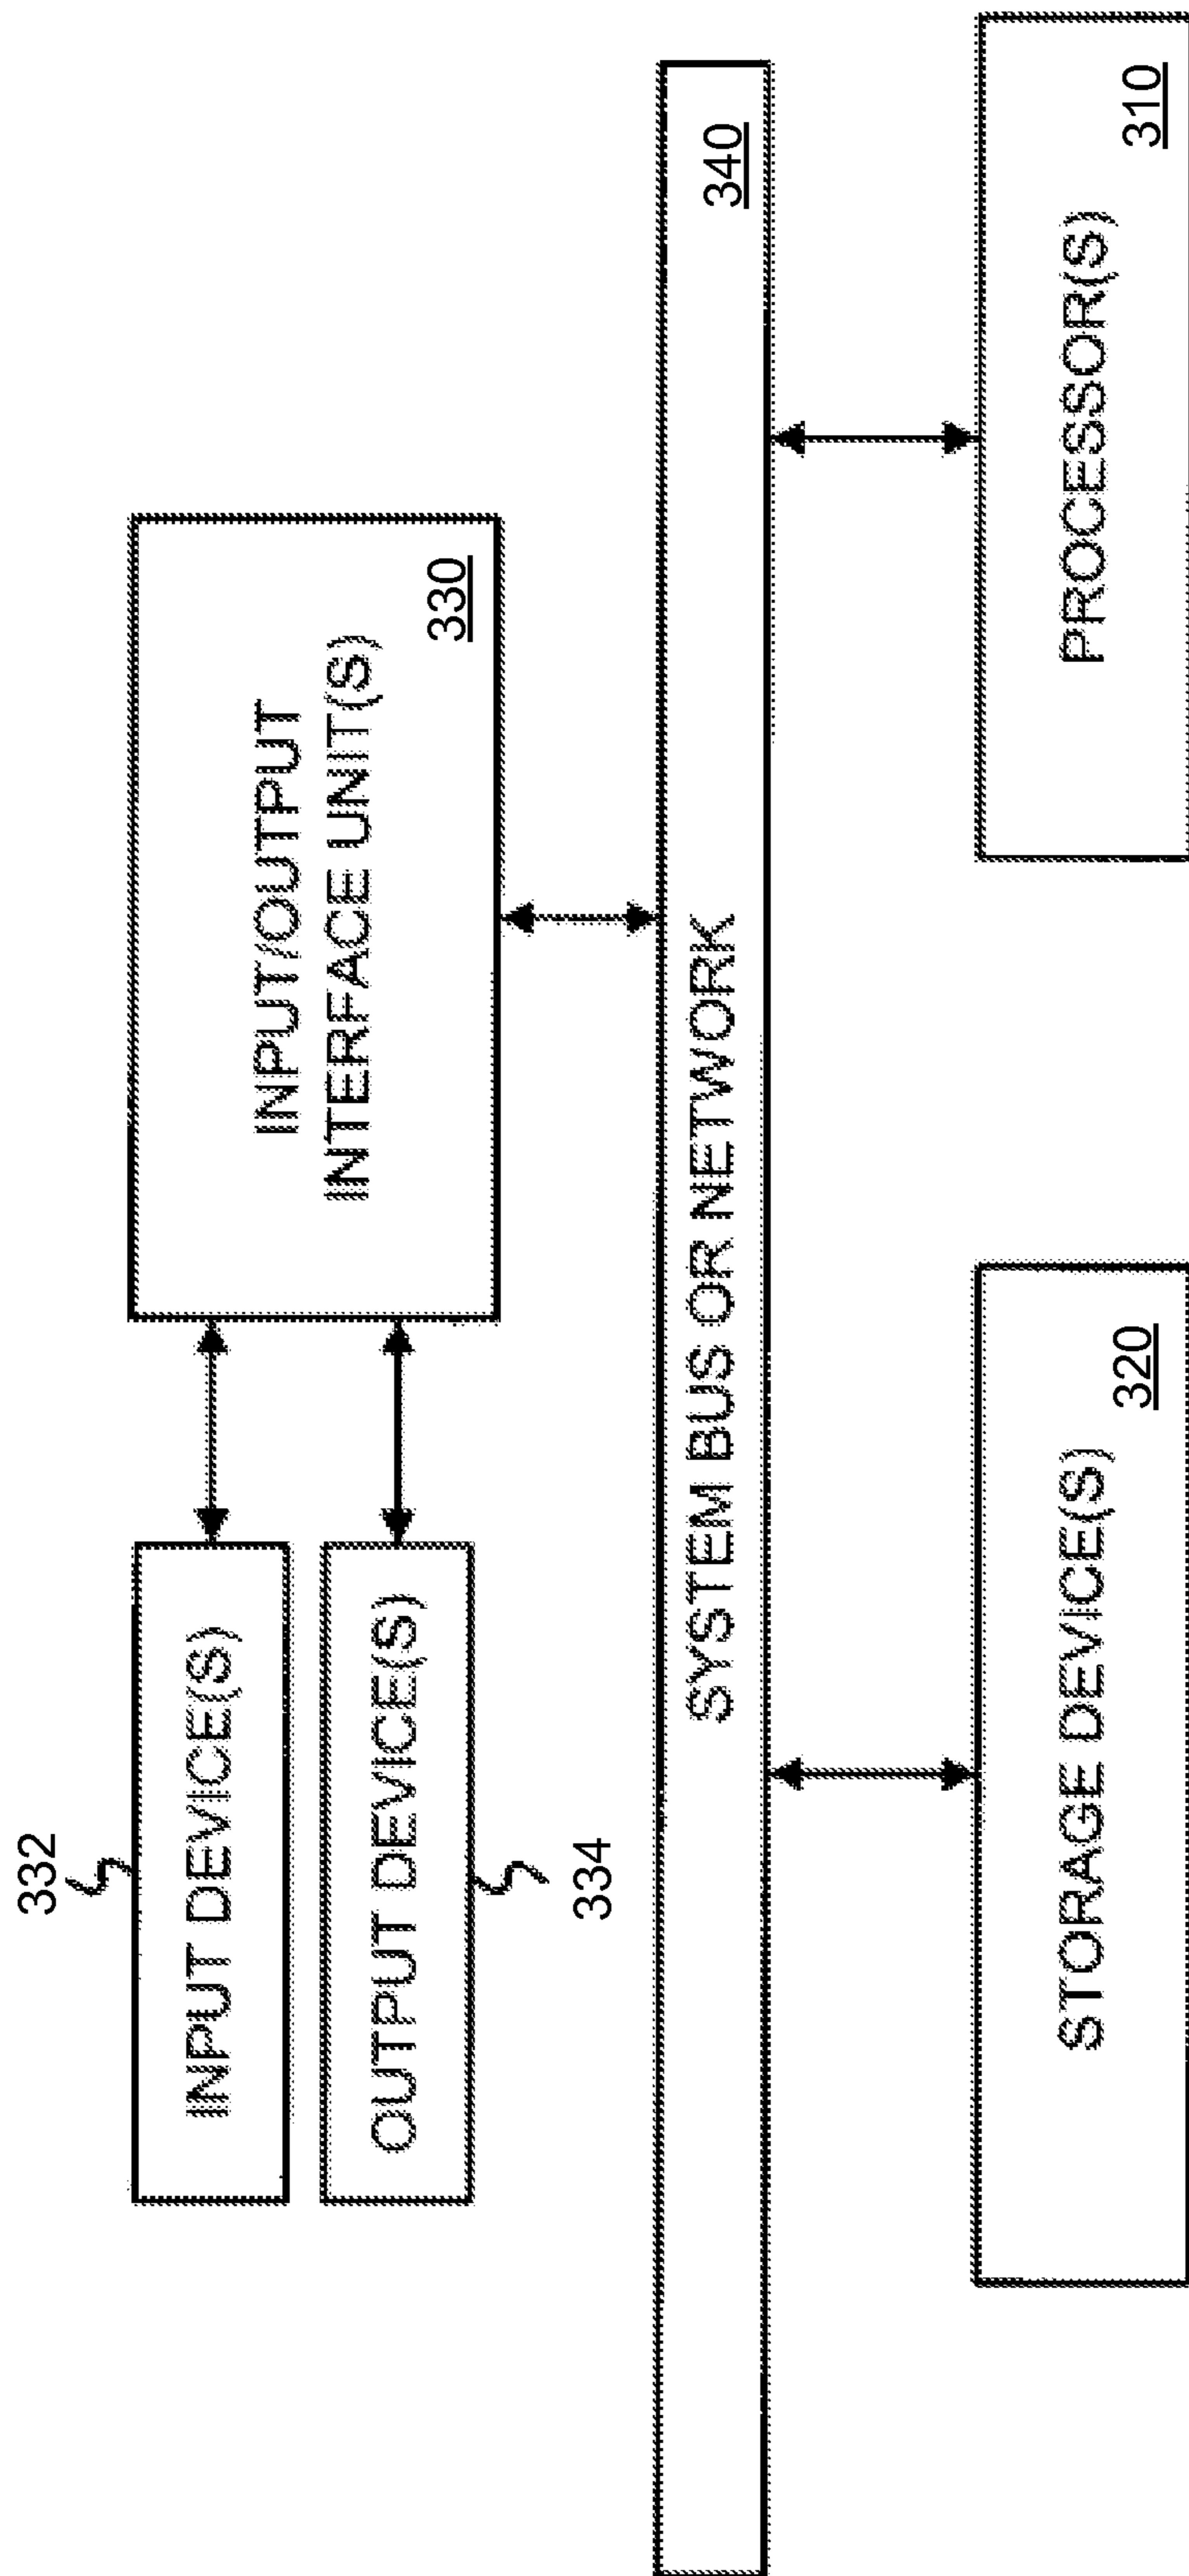 332
INPUT DEVICE(S)
OUTPUT DEVICE(S)
334
INPUT/OUTPUT
INTERFACE UNIT(S)
330
SYSTEM BUS OR NETWORK
340
STORAGE DEVICE(S)
320
PROCESSOR(S)
310